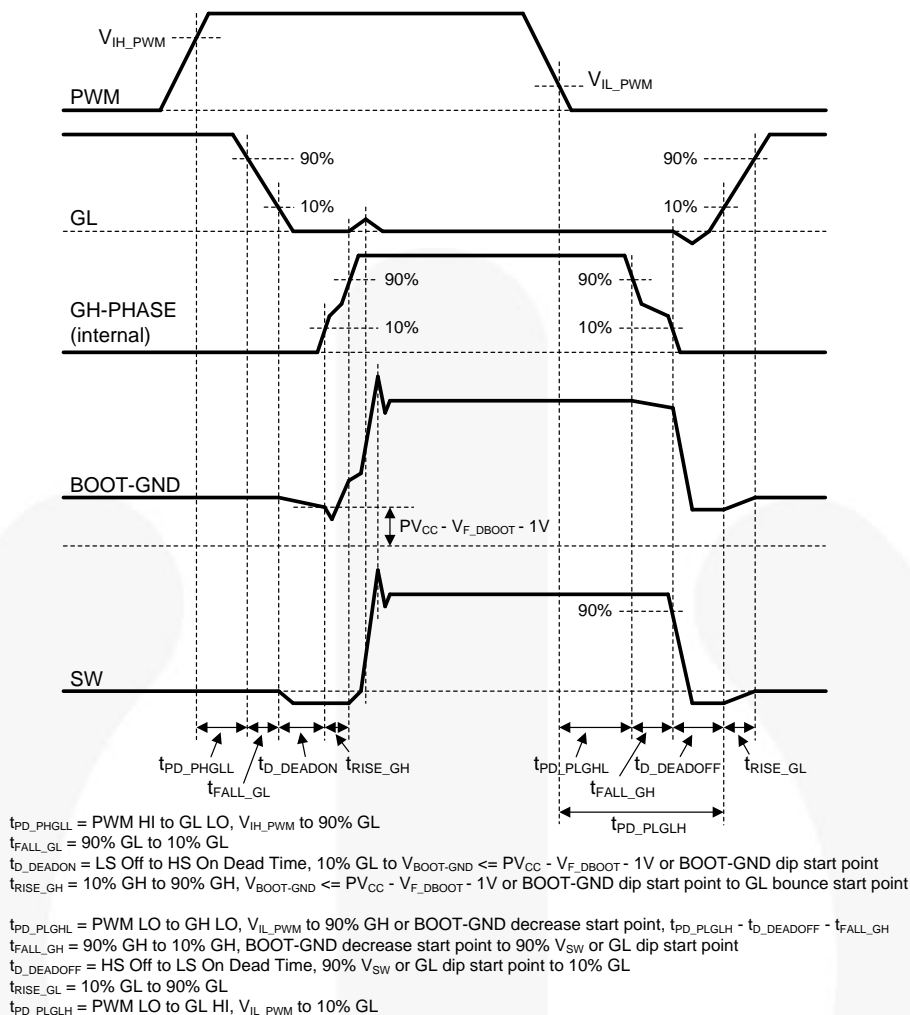 V_IH_PWM
V_IL_PWM
PWM
90% 90%
10% 10%
GL
90% 90%
GH-PHASE
(internal)
10% 10%
BOOT-GND
PV_CC - V_F_DBOOT - 1V
90%
SW
t_PD_PHGLL t_D_DEADON t_RISE_GH t_PD_PLGHL t_D_DEADOFF t_RISE_GL
t_FALL_GL t_FALL_GH
t_PD_PLGLH
t_PD_PHGLL = PWM HI to GL LO, V_IH_PWM to 90% GL
t_FALL_GL = 90% GL to 10% GL
t_D_DEADON = LS Off to HS On Dead Time, 10% GL to V_BOOT-GND <= PV_CC - V_F_DBOOT - 1V or BOOT-GND dip start point
t_RISE_GH = 10% GH to 90% GH, V_BOOT-GND <= PV_CC - V_F_DBOOT - 1V or BOOT-GND dip start point to GL bounce start point
t_PD_PLGHL = PWM LO to GH LO, V_IL_PWM to 90% GH or BOOT-GND decrease start point, t_PD_PLGLH - t_D_DEADOFF - t_FALL_GH
t_FALL_GH = 90% GH to 10% GH, BOOT-GND decrease start point to 90% V_SW or GL dip start point
t_D_DEADOFF = HS Off to LS On Dead Time, 90% V_SW or GL dip start point to 10% GL
t_RISE_GL = 10% GL to 90% GL
t_PD_PLGLH = PWM LO to GL HI, V_IL_PWM to 10% GL